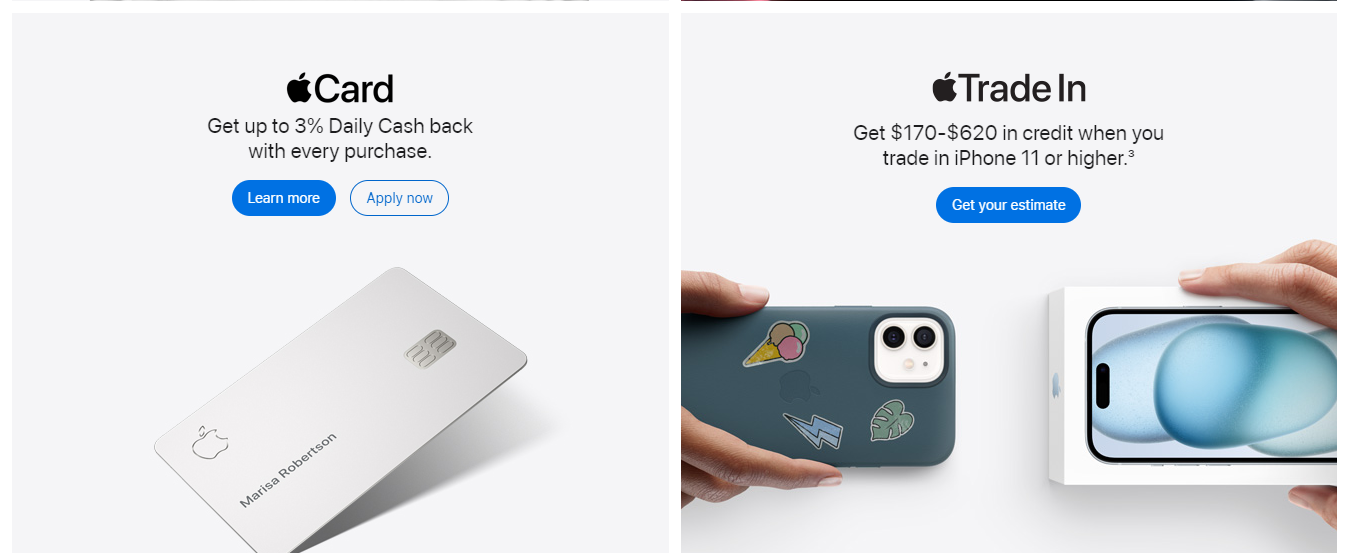 Card
Get up to 3% Daily Cash back
with every purchase.
Learn more
Apply now
Marisa Robertson
Trade In
Get $170-$620 in credit when you
trade in iPhone 11 or higher.³
Get your estimate